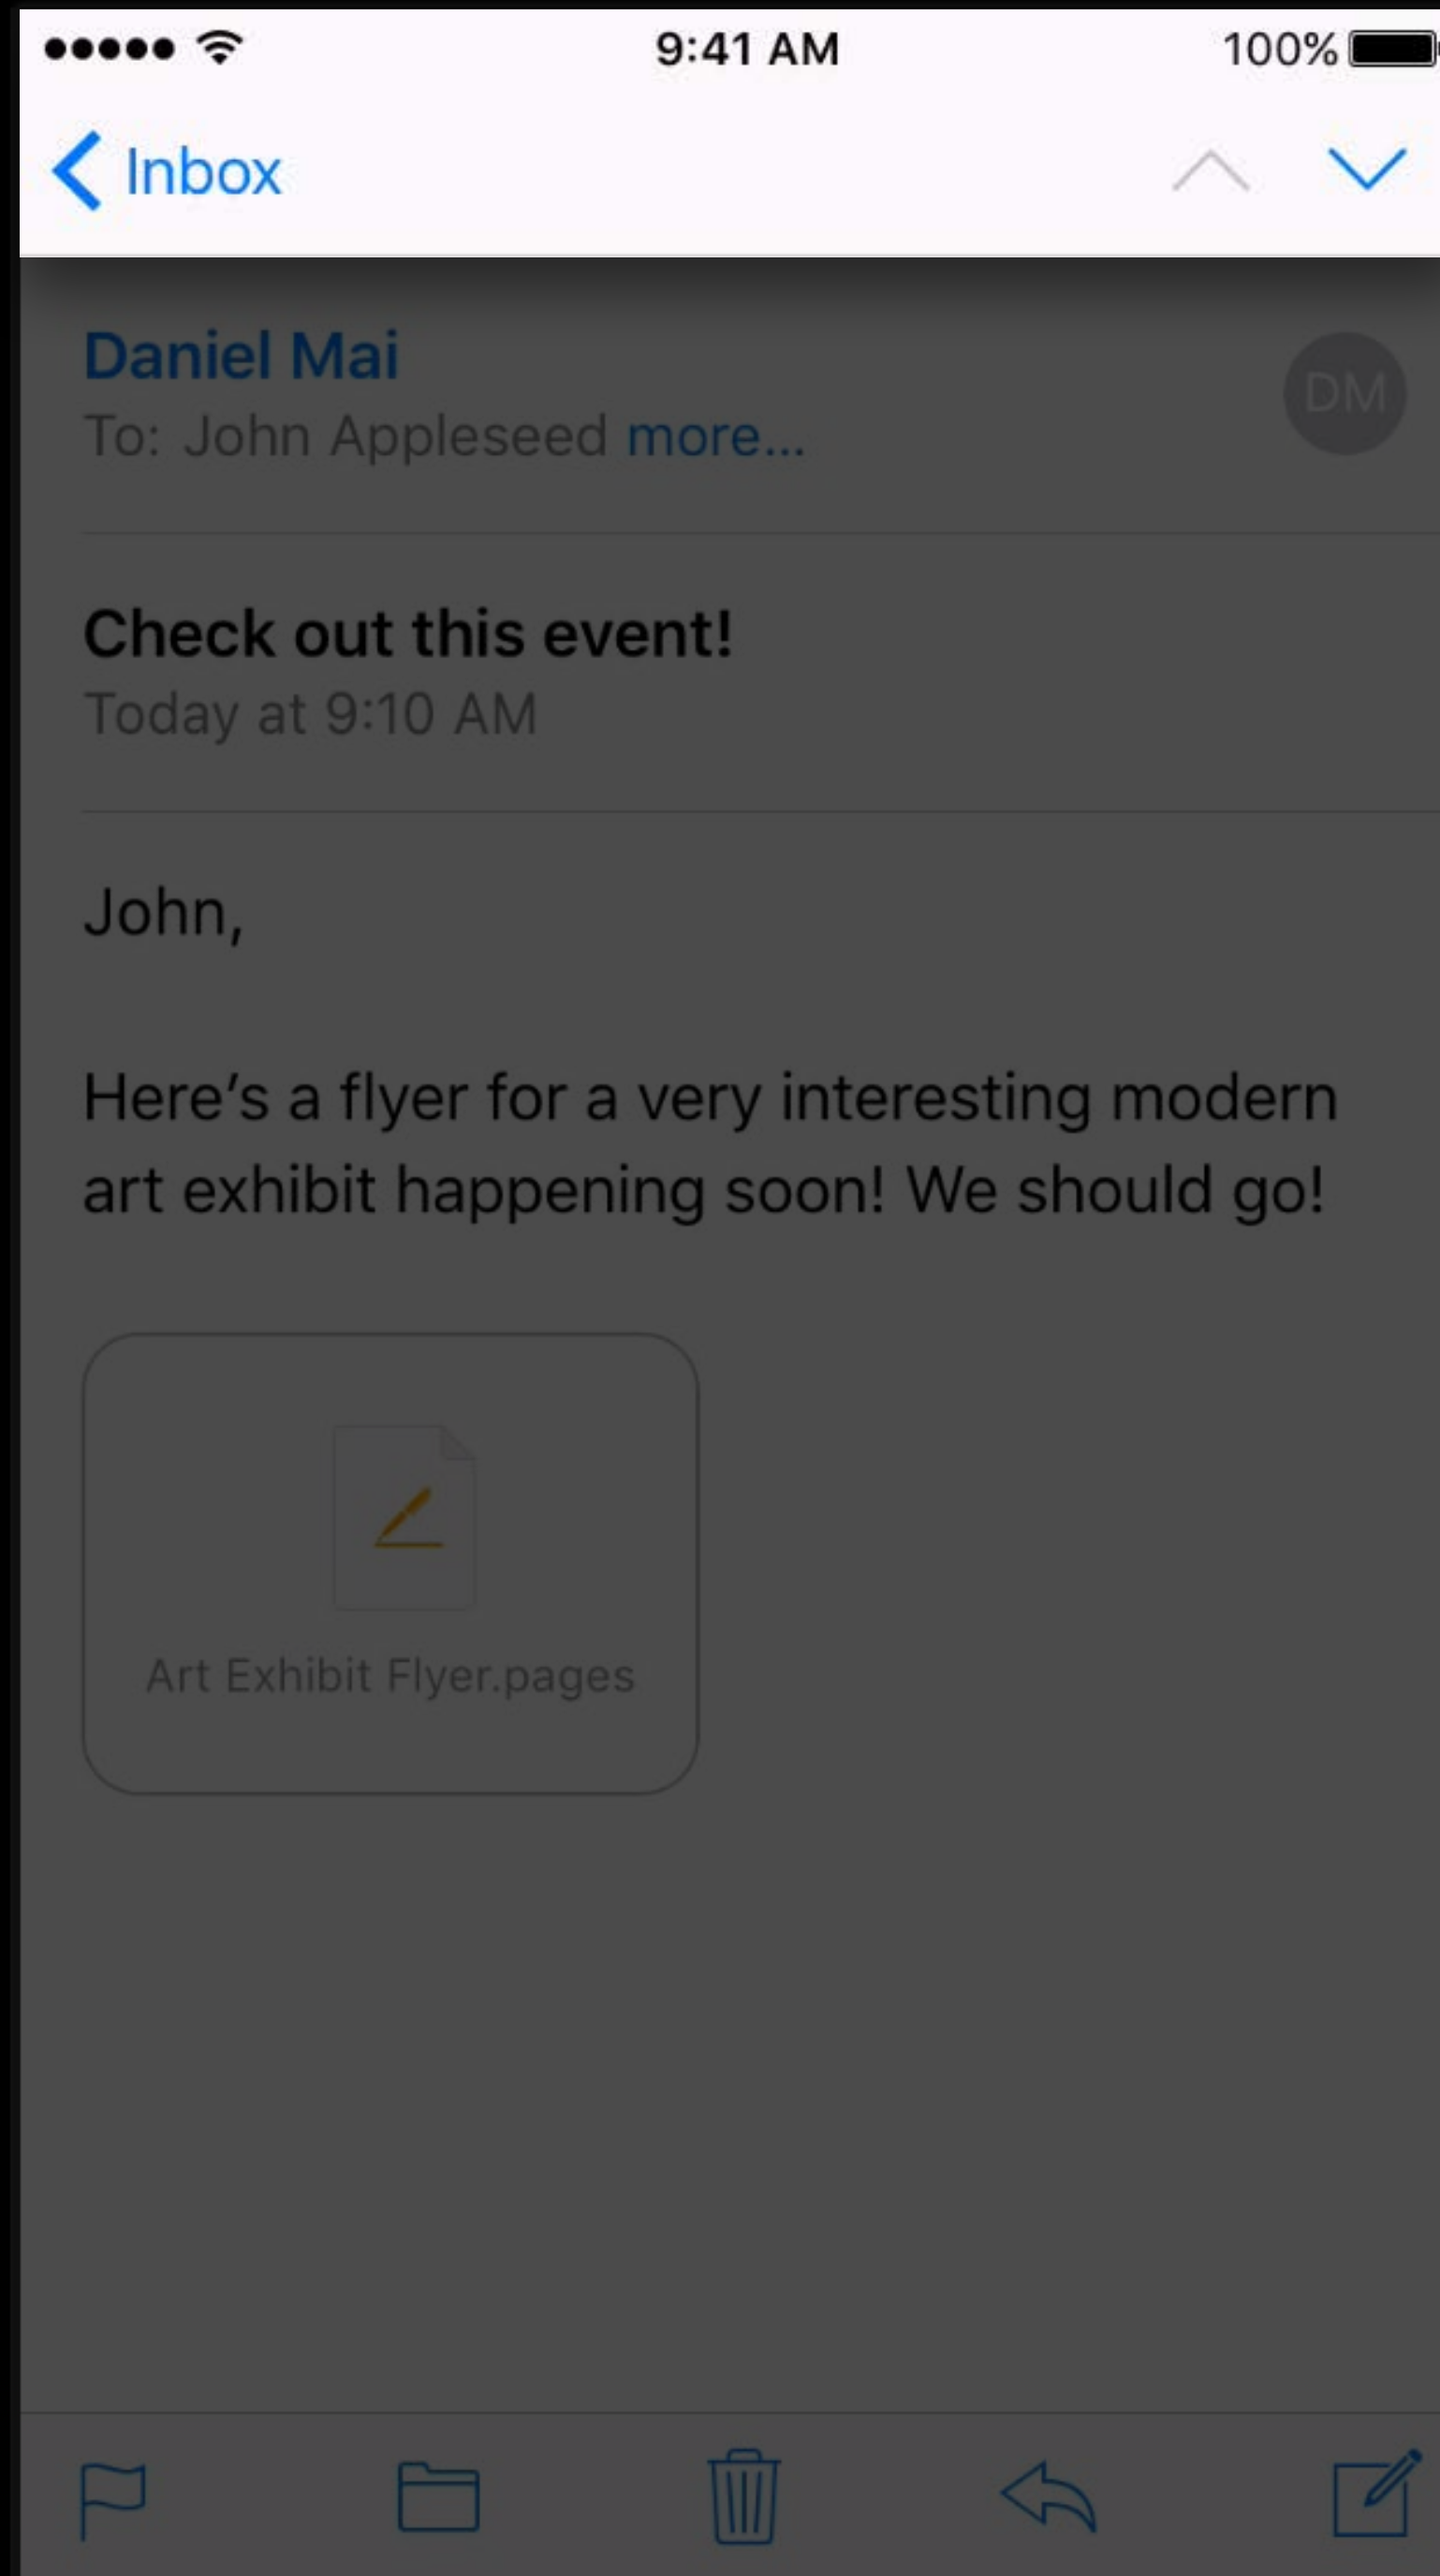 9:41 AM
100%
Inbox
Daniel Mai
DM
To: John Appleseed more...
Check out this event!
Today at 9:10 AM
John,
Here’s a flyer for a very interesting modern
art exhibit happening soon! We should go!
Art Exhibit Flyer.pages